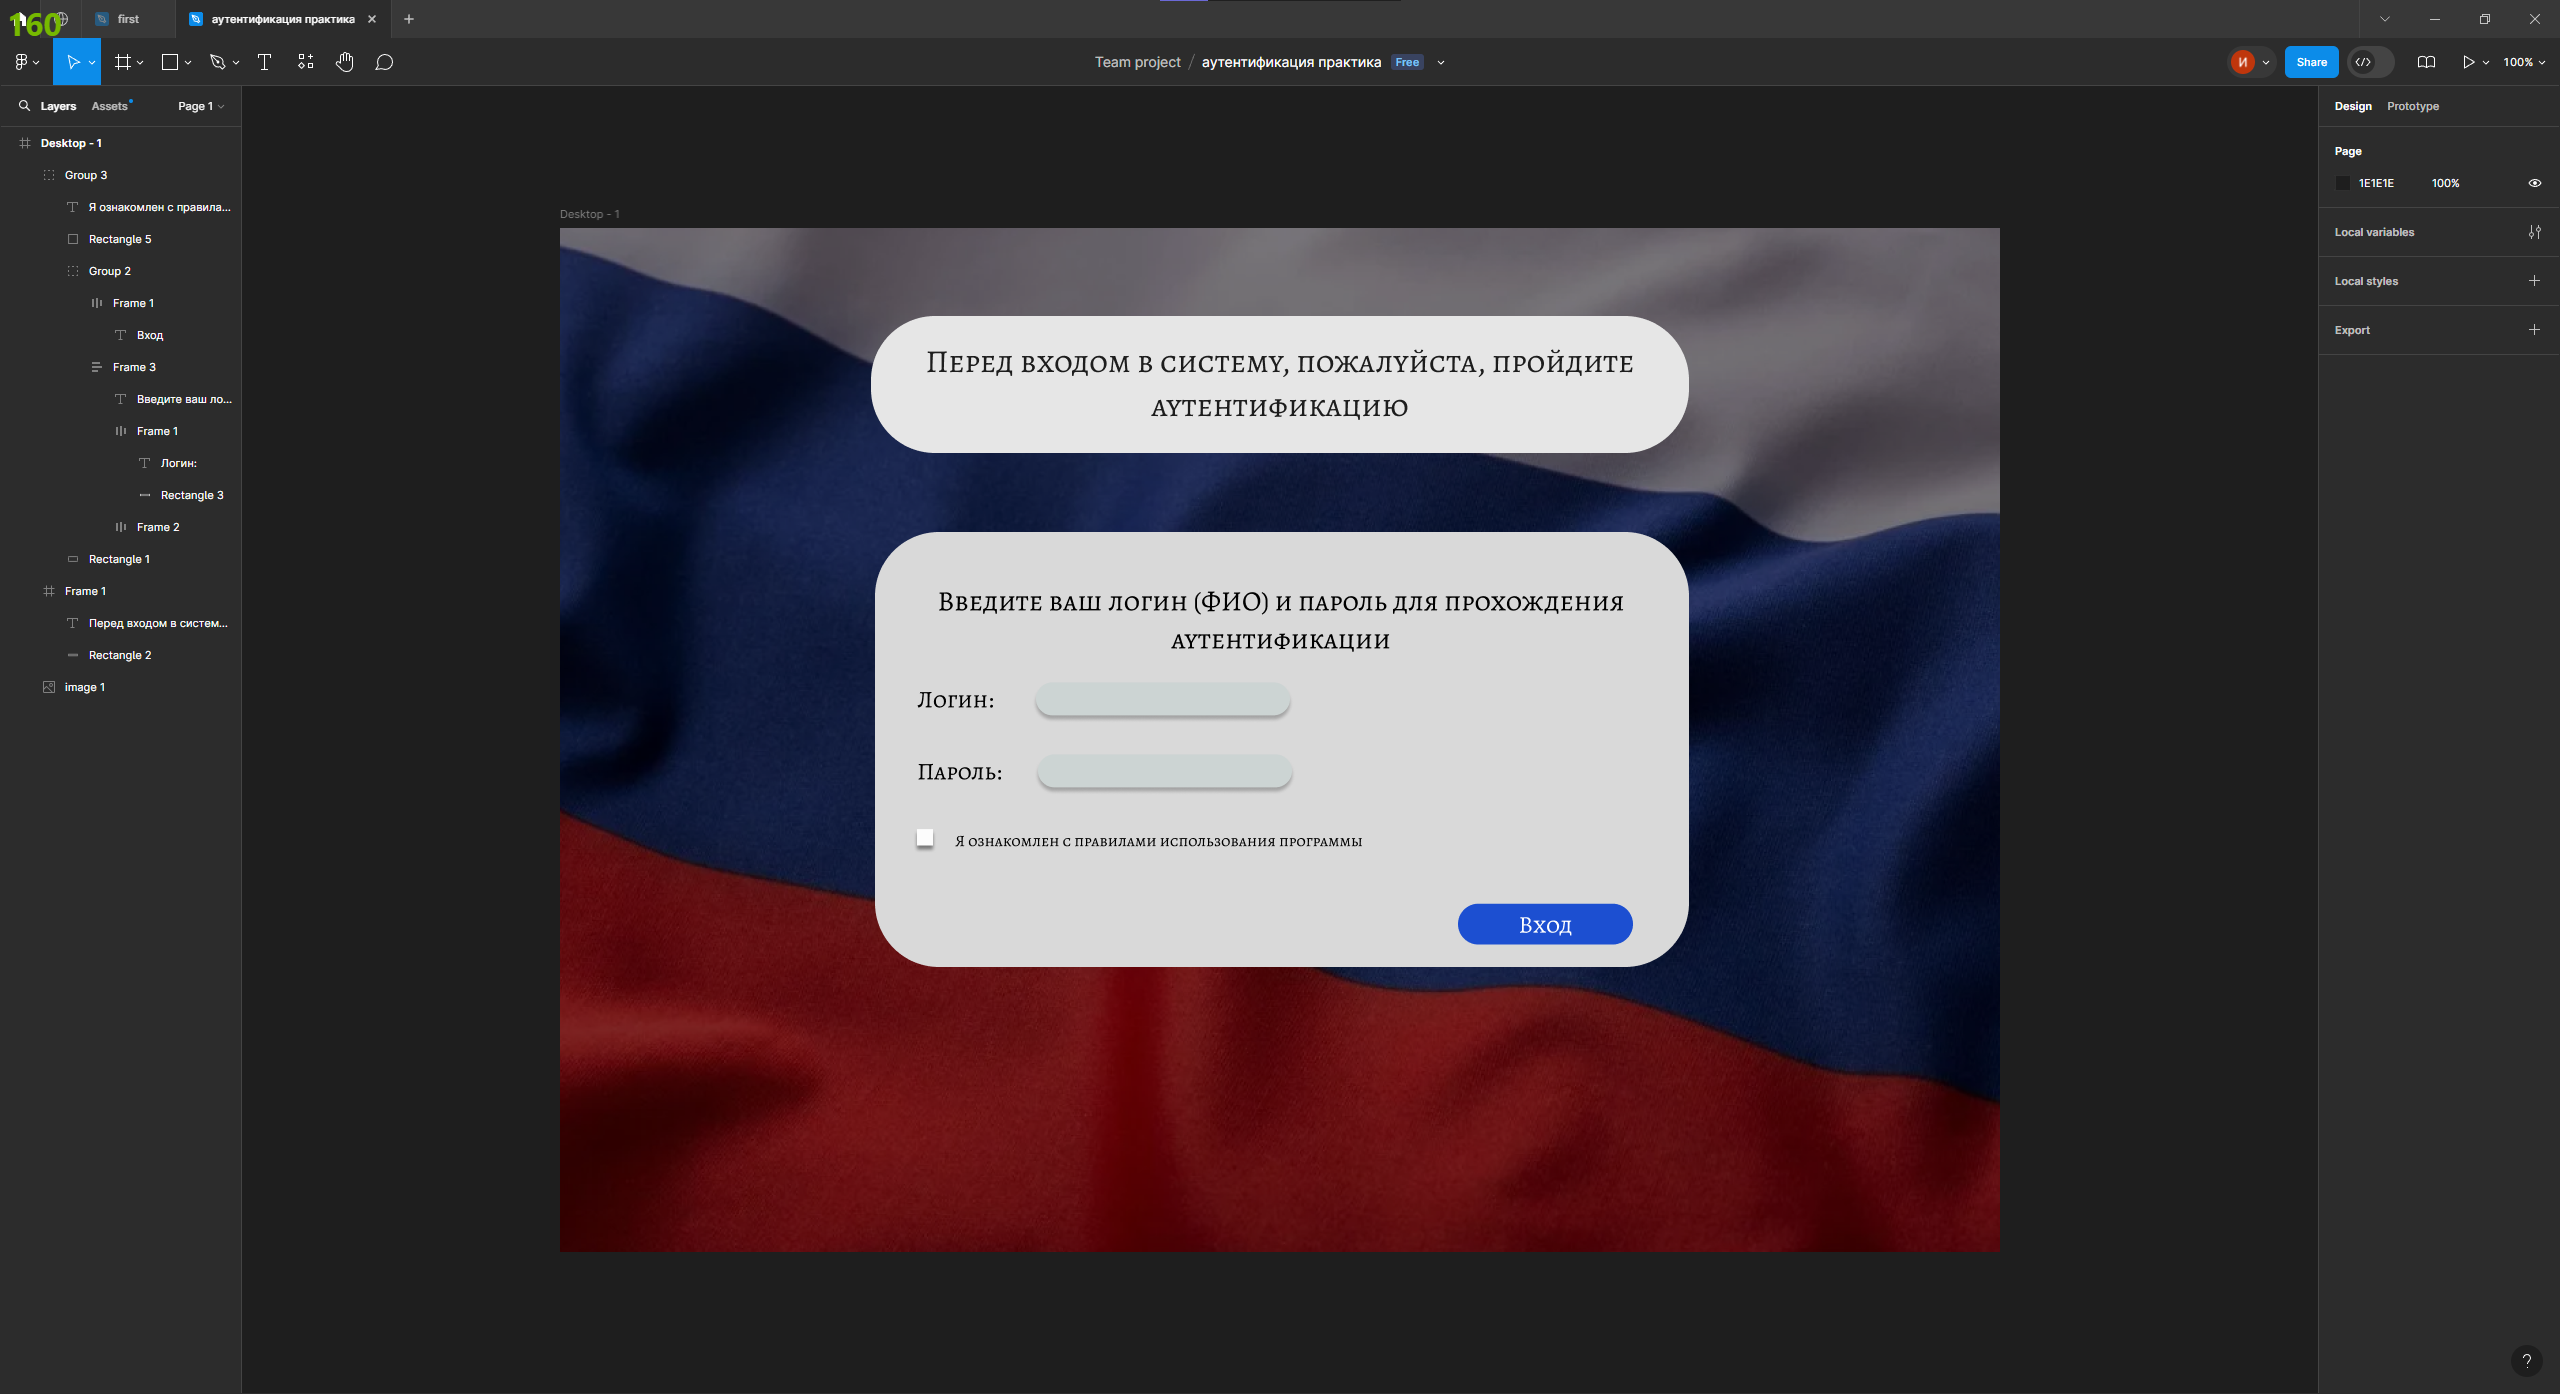 160
first
аутентификация практика
Team project / аутентификация практика Free
И
Share
100%
Layers
Assets
Page 1
Desktop - 1
Group 3
Я ознакомлен с правила...
Rectangle 5
Group 2
Frame 1
Вход
Frame 3
Введите ваш ло...
Frame 1
Логин:
Rectangle 3
Frame 2
Rectangle 1
Frame 1
Перед входом в систем...
Rectangle 2
image 1
Desktop - 1
Перед входом в систему, пожалуйста, пройдите
аутентификацию
Введите ваш логин (ФИО) и пароль для прохождения
аутентификации
Логин:
Пароль:
Я ознакомлен с правилами использования программы
Вход
Design
Prototype
Page
1E1E1E
100%
Local variables
Local styles
Export
?